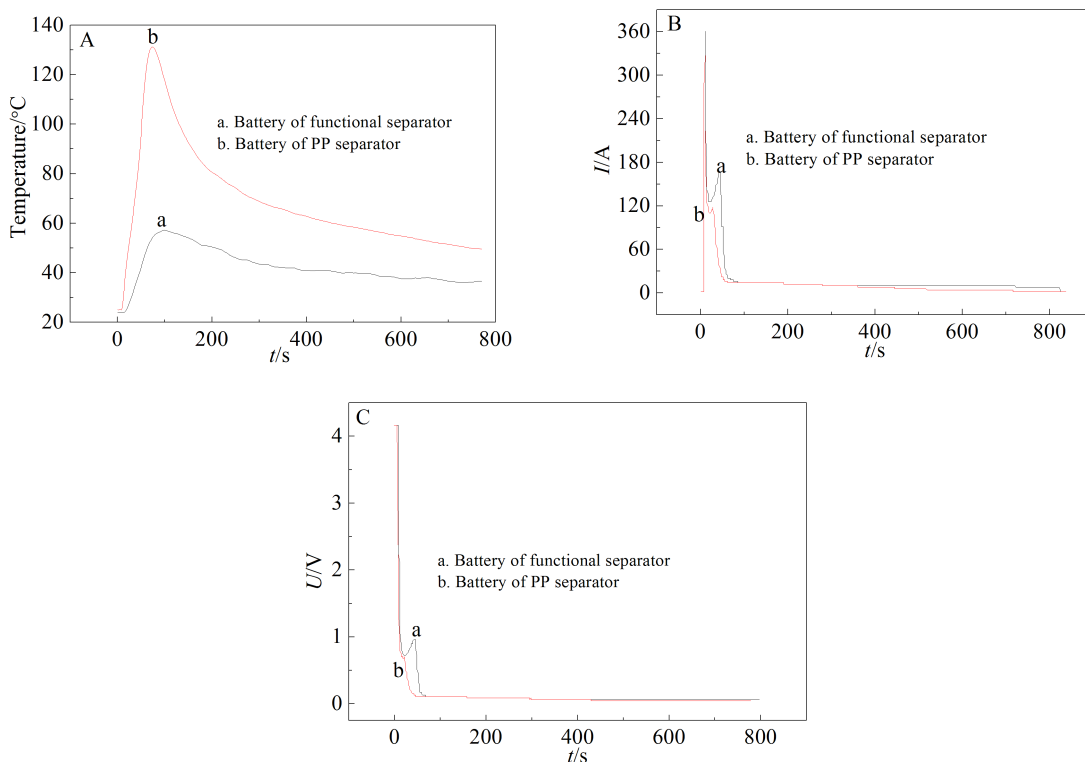 A
b
a
a. Battery of functional separator
b. Battery of PP separator
Temperature/°C
140
120
100
80
60
40
20
0
200
400
600
800
t/s
B
a. Battery of functional separator
b. Battery of PP separator
a
b
I/A
360
300
240
180
120
60
0
0
200
400
600
800
t/s
C
a. Battery of functional separator
b. Battery of PP separator
a
b
U/V
4
3
2
1
0
0
200
400
600
800
t/s